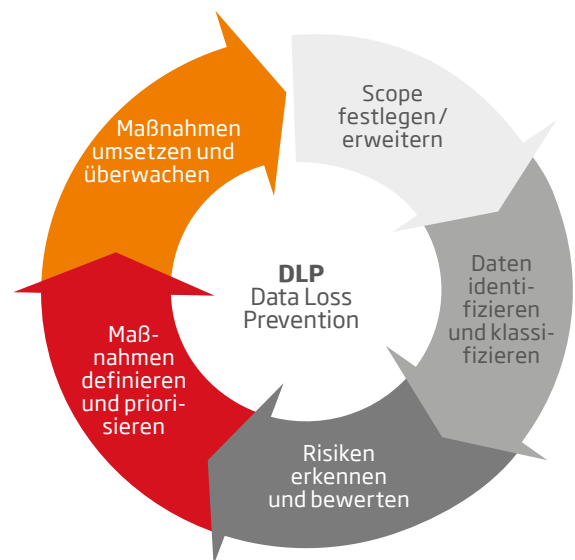 Scope
festlegen/
erweitern
Daten
identi-
fizieren
und klassi-
fizieren
Risiken
erkennen
und bewerten
Maß-
nahmen
definieren
und priori-
sieren
Maßnahmen
umsetzen und
überwachen
DLP
Data Loss
Prevention